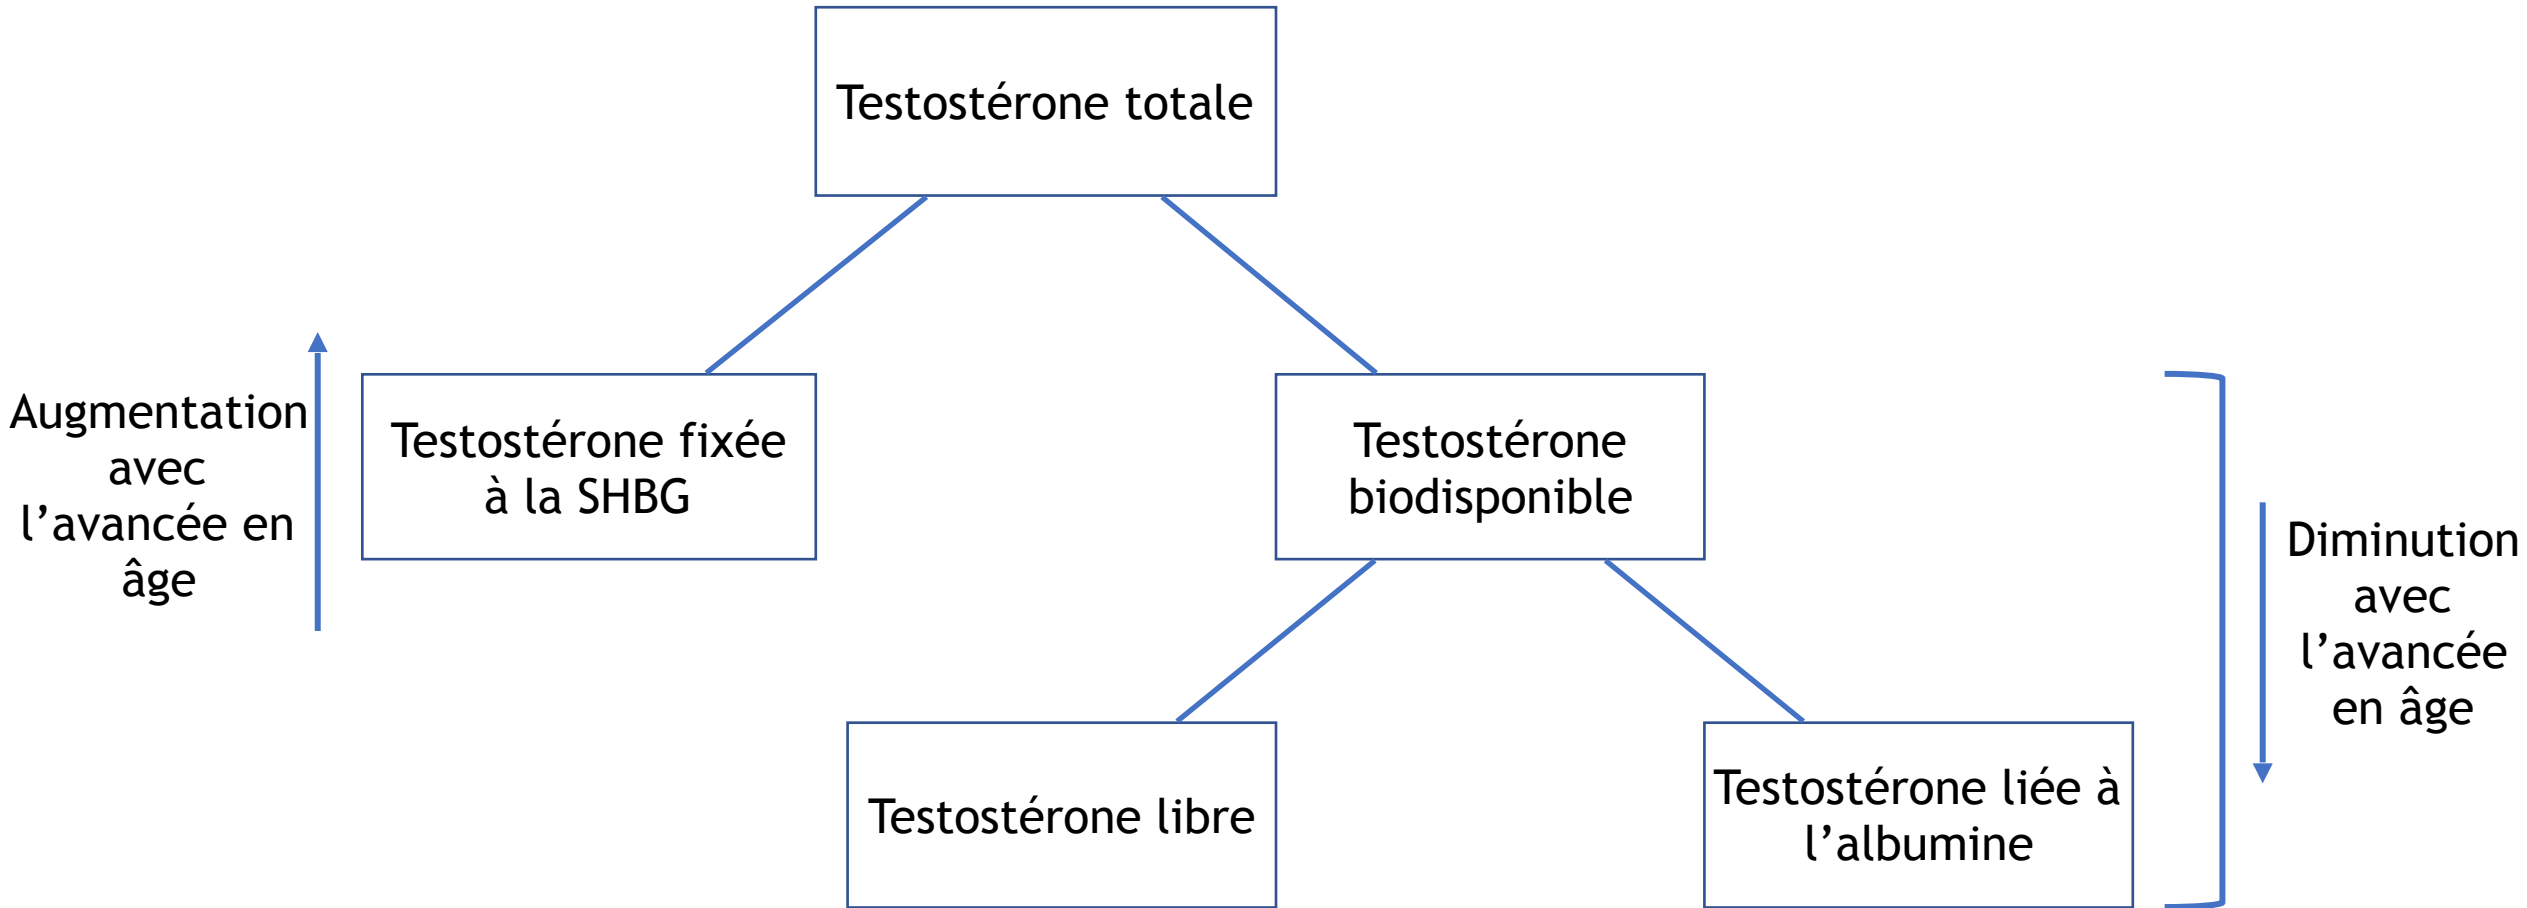 Testostérone totale
Augmentation
avec
l’avancée en
âge
Testostérone fixée
à la SHBG
Testostérone
biodisponible
Diminution
avec
l’avancée
en âge
Testostérone libre
Testostérone liée à
l’albumine